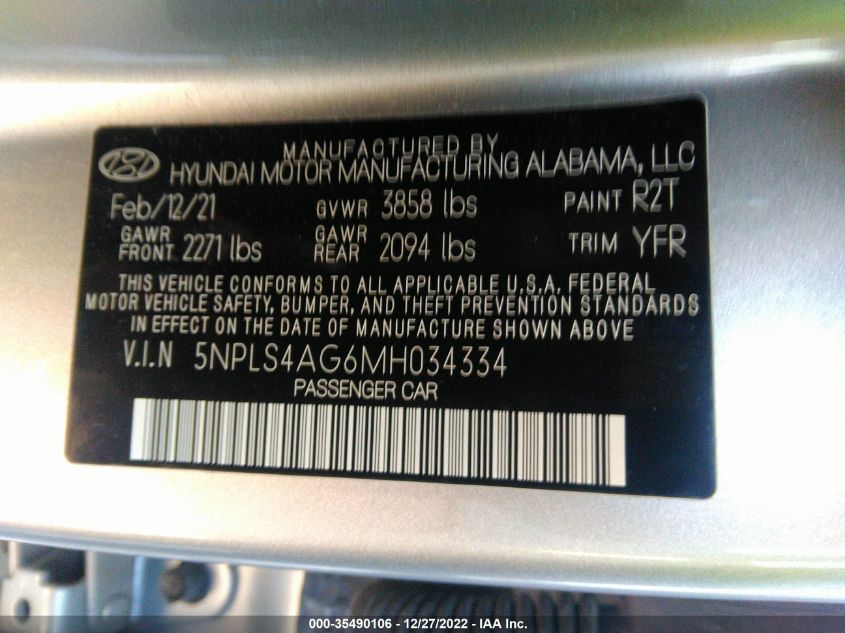 MANUFACTURED BY
HYUNDAI MOTOR MANUFACTURING ALABAMA, LLC
Feb/12/21 GVWR 3858 lbs PAINT R2T
GAWR FRONT 2271 lbs GAWR REAR 2094 lbs TRIM YFR
THIS VEHICLE CONFORMS TO ALL APPLICABLE U.S.A. FEDERAL
MOTOR VEHICLE SAFETY, BUMPER, AND THEFT PREVENTION STANDARDS
IN EFFECT ON THE DATE OF MANUFACTURE SHOWN ABOVE
V.I.N 5NPLS4AG6MH034334
PASSENGER CAR
000-35490106 - 12/27/2022 - IAA Inc.